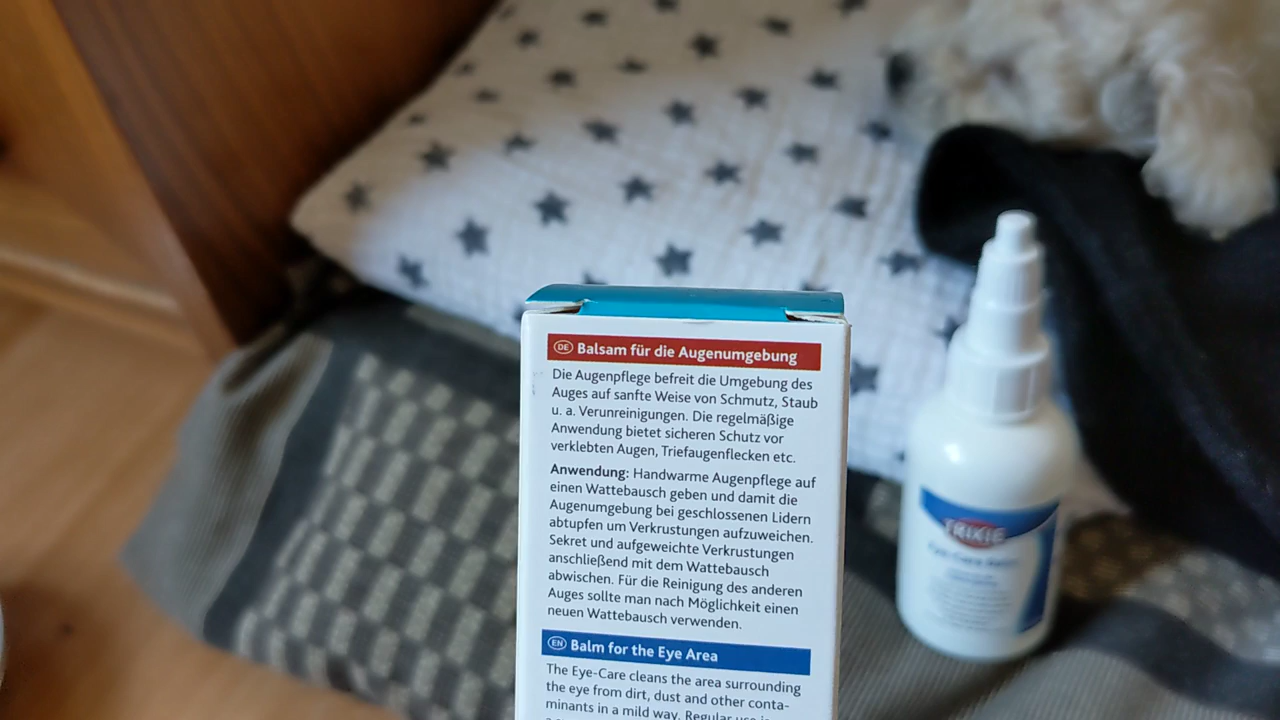 DE Balsam für die Augenumgebung
Die Augenpflege befreit die Umgebung des
Auges auf sanfte Weise von Schmutz, Staub
u. a. Verunreinigungen. Die regelmäßige
Anwendung bietet sicheren Schutz vor
verklebten Augen, Triefaugenflecken etc.
Anwendung: Handwarme Augenpflege auf
einen Wattebausch geben und damit die
Augenumgebung bei geschlossenen Lidern
abtupfen um Verkrustungen aufzuweichen.
Sekret und aufgeweichte Verkrustungen
anschließend mit dem Wattebausch
abwischen. Für die Reinigung des anderen
Auges sollte man nach Möglichkeit einen
neuen Wattebausch verwenden.
EN Balm for the Eye Area
The Eye-Care cleans the area surrounding
the eye from dirt, dust and other conta-
minants in a mild way. Regular use
TRIXIE
Eye-Care